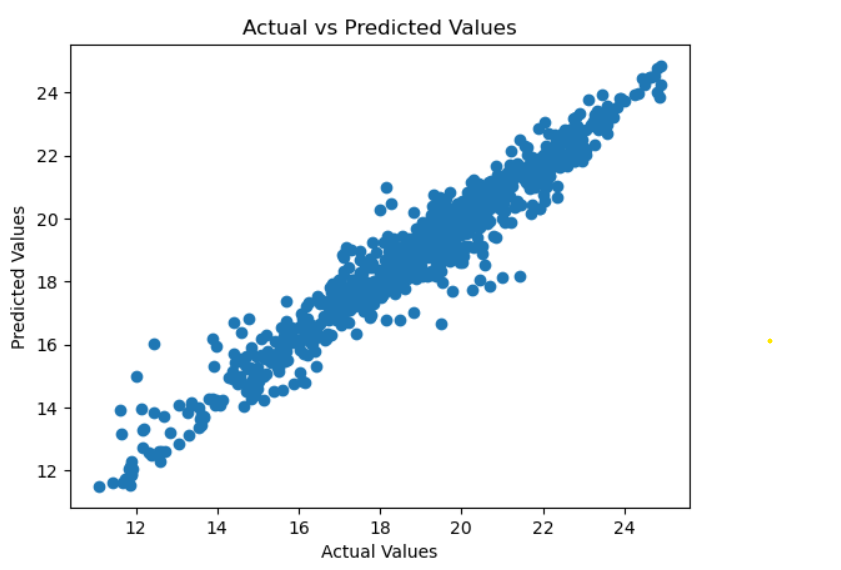 Actual vs Predicted Values
24
22
20
18
16
14
12
Predicted Values
12 14 16 18 20 22 24
Actual Values